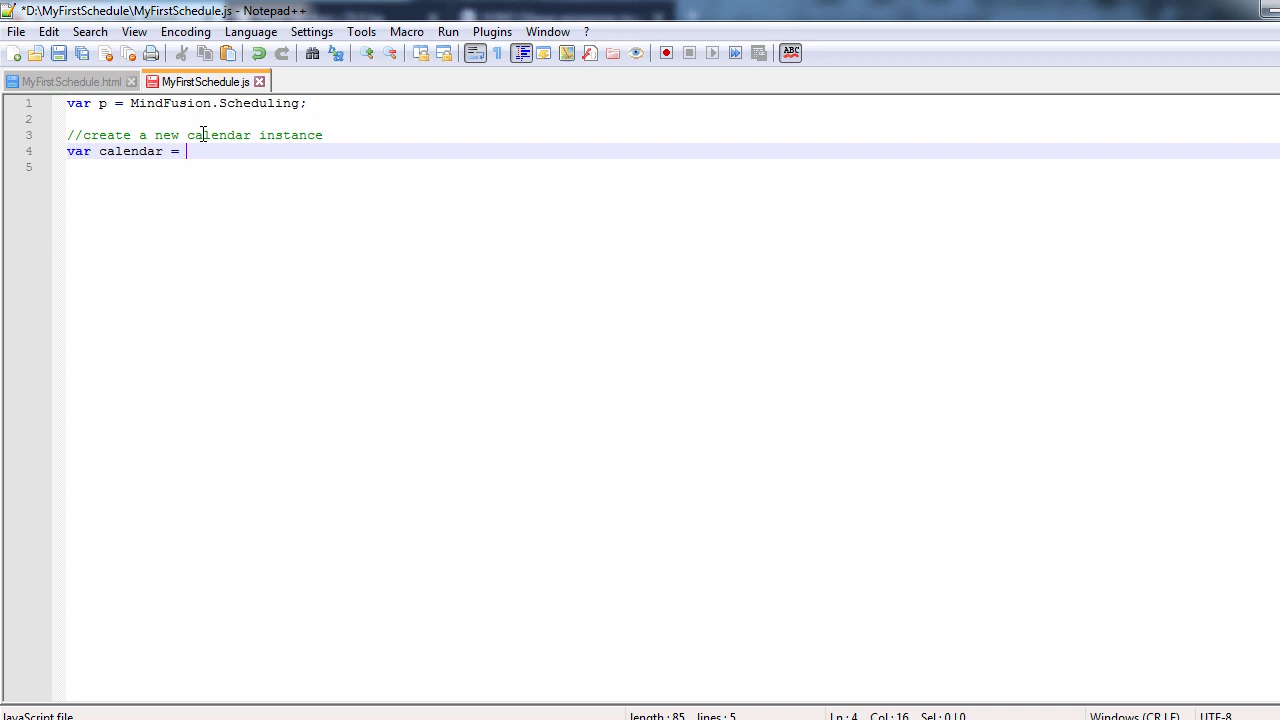 *D:\MyFirstSchedule\MyFirstSchedule.js - Notepad++
File Edit Search View Encoding Language Settings Tools Macro Run Plugins Window ?
ABC
MyFirstSchedule.html MyFirstSchedule.js
1 var p = MindFusion.Scheduling;
2
3 //create a new calendar instance
4 var calendar =
5
JavaScript file length : 85 lines : 5 Ln : 4 Col : 16 Sel : 0 | 0 Windows (CR LF) UTF-8